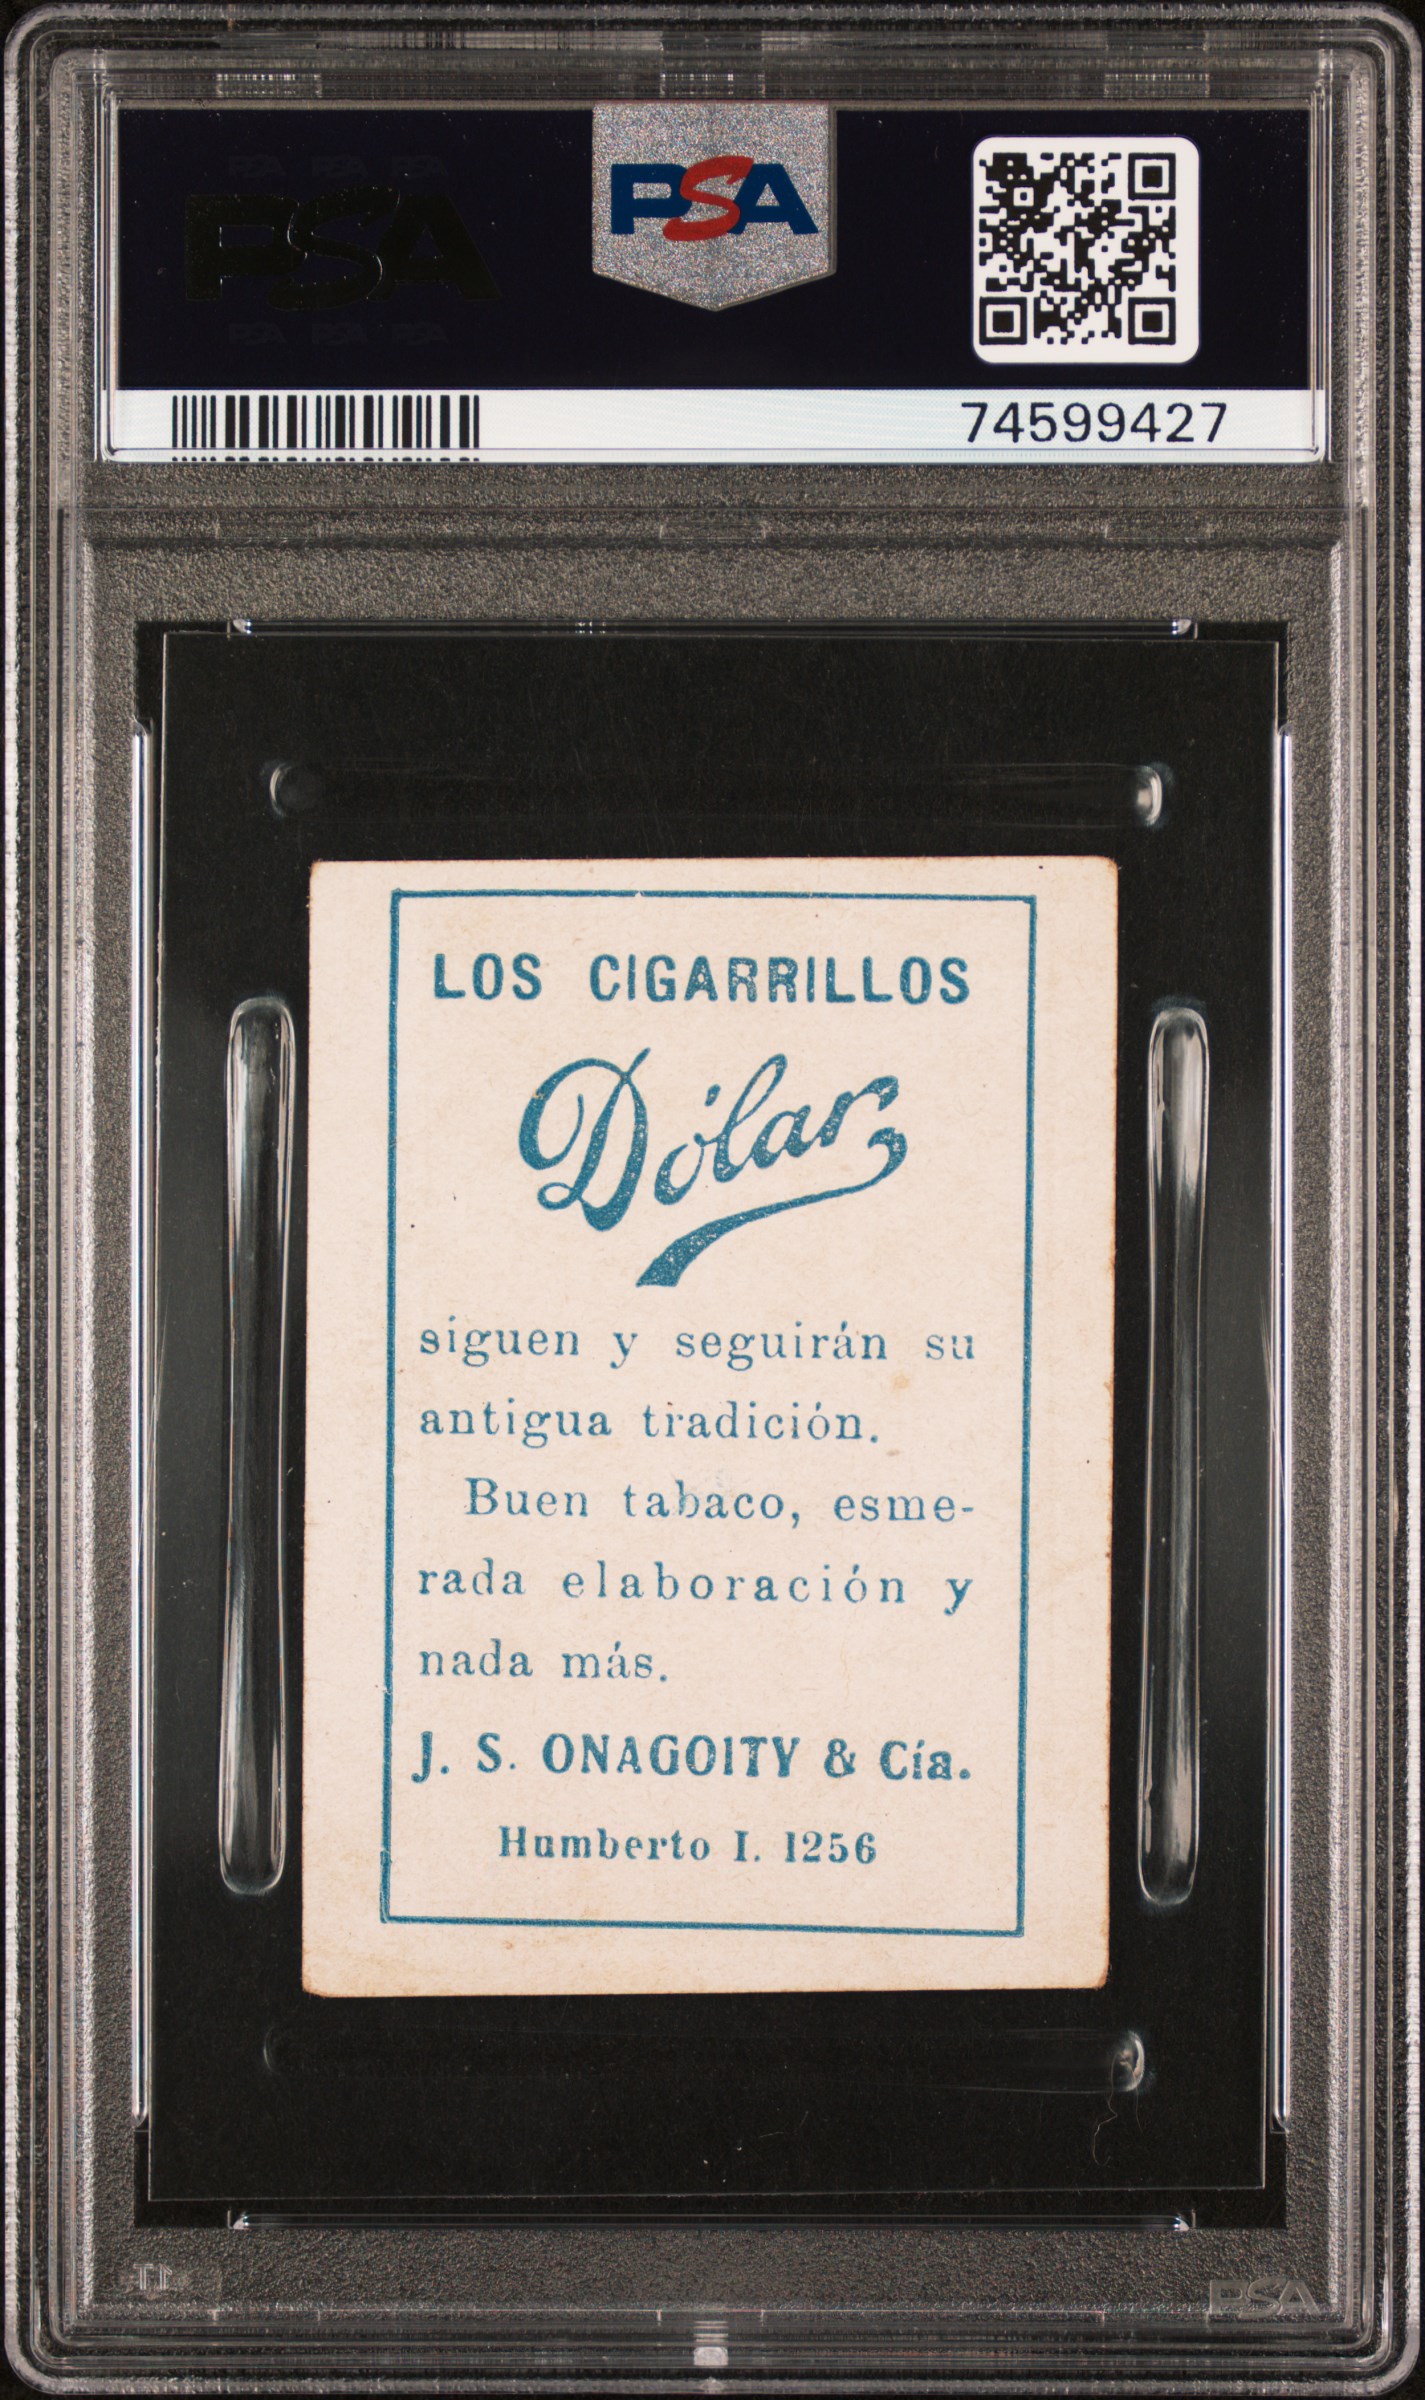 PSA
PSA
74599427
LOS CIGARRILLOS
Dólar
siguen y seguirán su
antigua tradición.
Buen tabaco, esme-
rada elaboración y
nada más.
J. S. ONAGOITY & Cía.
Humberto I. 1256
PSA